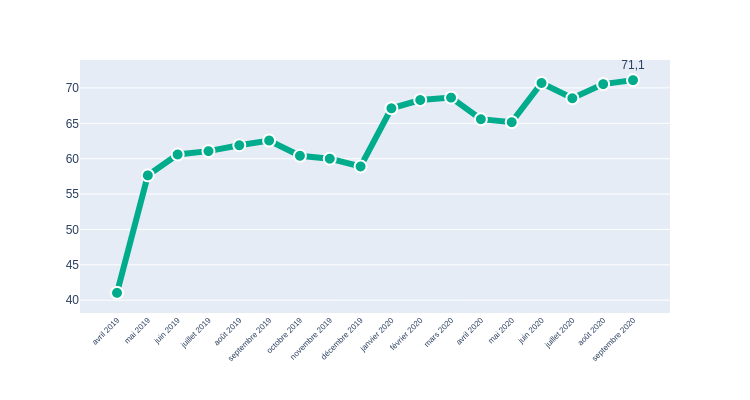 71,1
70
65
60
55
50
45
40
avril 2019
mai 2019
juin 2019
juillet 2019
août 2019
septembre 2019
octobre 2019
novembre 2019
décembre 2019
janvier 2020
février 2020
mars 2020
avril 2020
mai 2020
juin 2020
juillet 2020
août 2020
septembre 2020